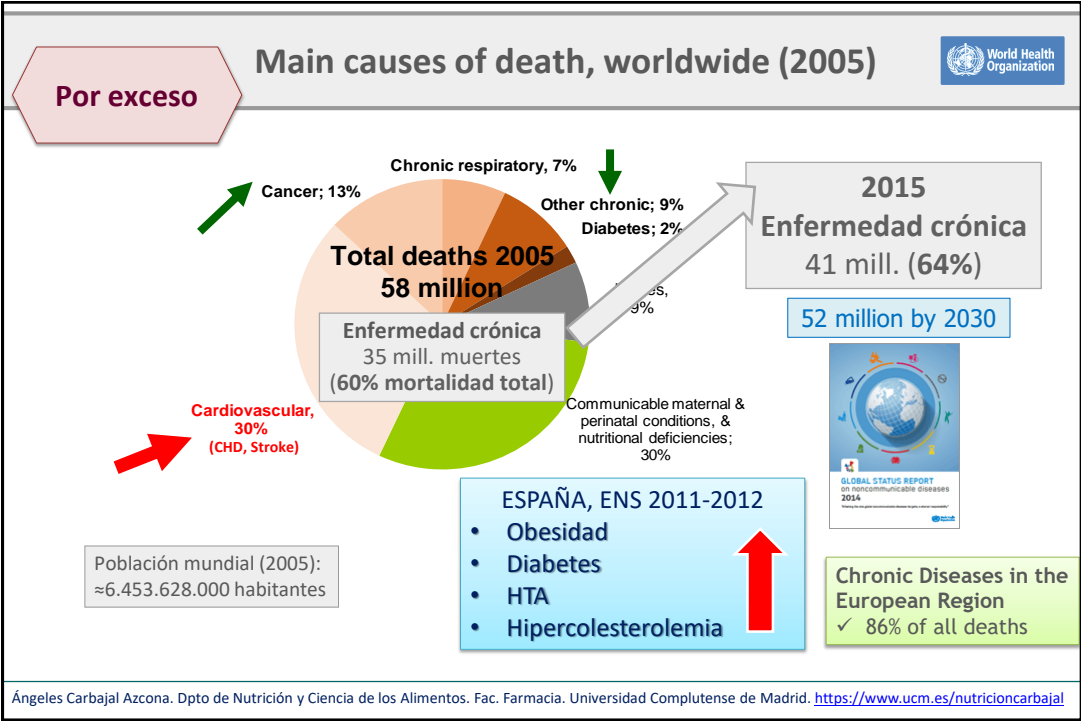 Main causes of death, worldwide (2005)
World Health
Organization
Por exceso
Chronic respiratory, 7%
Cancer; 13%
Other chronic; 9%
Diabetes; 2%
9%
Total deaths 2005
58 million
Enfermedad crónica
35 mill. muertes
(60% mortalidad total)
2015
Enfermedad crónica
41 mill. (64%)
52 million by 2030
Cardiovascular,
30%
(CHD, Stroke)
Communicable maternal &
perinatal conditions, &
nutritional deficiencies;
30%
GLOBAL STATUS REPORT
on noncommunicable diseases
2014
ESPAÑA, ENS 2011-2012
• Obesidad
• Diabetes
• HTA
• Hipercolesterolemia
Población mundial (2005):
≈6.453.628.000 habitantes
Chronic Diseases in the
European Region
✓ 86% of all deaths
Ángeles Carbajal Azcona. Dpto de Nutrición y Ciencia de los Alimentos. Fac. Farmacia. Universidad Complutense de Madrid. https://www.ucm.es/nutricioncarbajal